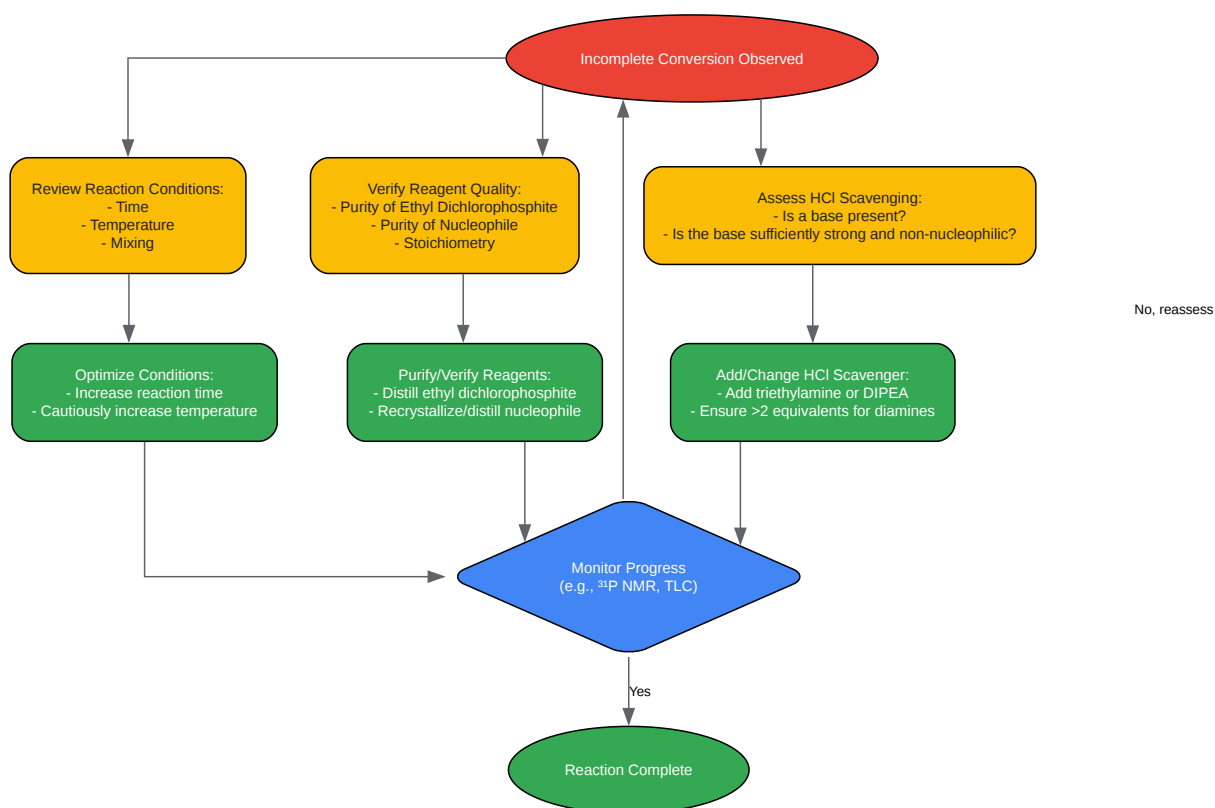 Incomplete Conversion Observed
Review Reaction Conditions:
- Time
- Temperature
- Mixing
Verify Reagent Quality:
- Purity of Ethyl Dichlorophosphite
- Purity of Nucleophile
- Stoichiometry
Assess HCl Scavenging:
- Is a base present?
- Is the base sufficiently strong and non-nucleophilic?
No, reassess
Optimize Conditions:
- Increase reaction time
- Cautiously increase temperature
Purify/Verify Reagents:
- Distill ethyl dichlorophosphite
- Recrystallize/distill nucleophile
Add/Change HCl Scavenger:
- Add triethylamine or DIPEA
- Ensure >2 equivalents for diamines
Monitor Progress
(e.g., ³¹P NMR, TLC)
Yes
Reaction Complete